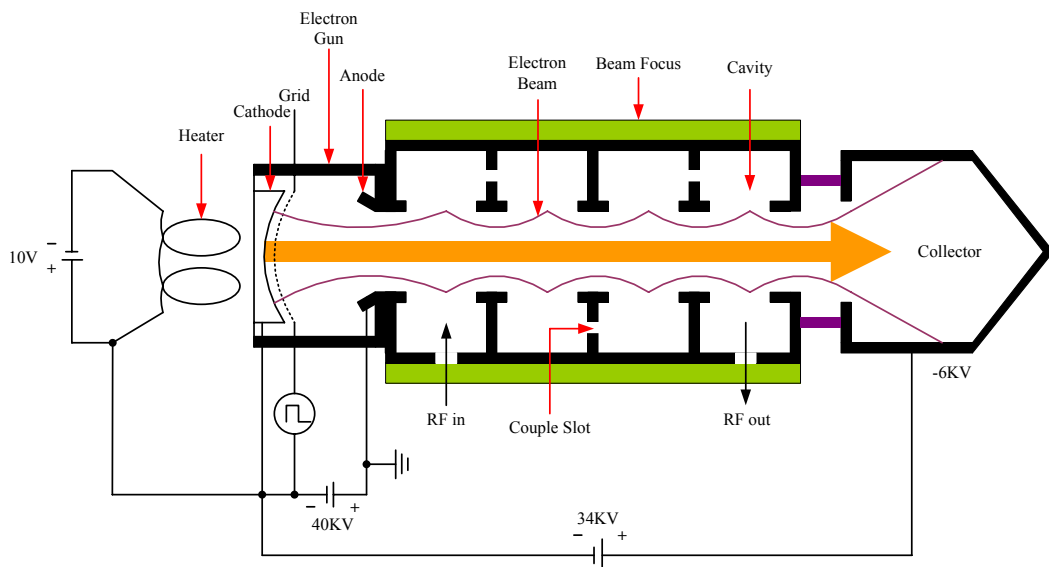 Electron
Gun
Anode
Grid
Cathode
Heater
Electron
Beam
Beam Focus
Cavity
10V
−
+
Collector
-6KV
RF in
Couple Slot
RF out
− +
40KV
34KV
− +